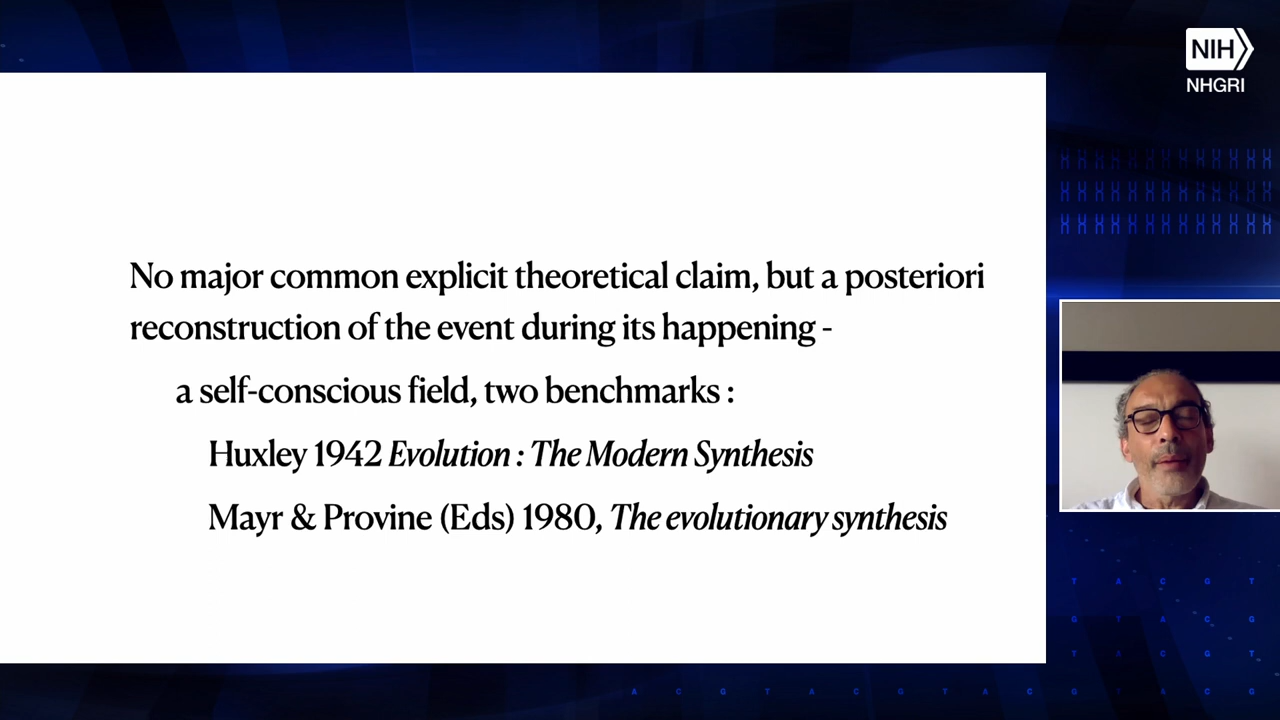 NIH
NHGRI
No major common explicit theoretical claim, but a posteriori
reconstruction of the event during its happening -
a self-conscious field, two benchmarks :
Huxley 1942 Evolution : The Modern Synthesis
Mayr & Provine (Eds) 1980, The evolutionary synthesis
T A C G T
G T A C G
T A C G T
A C G T A C G T A C G T A C G